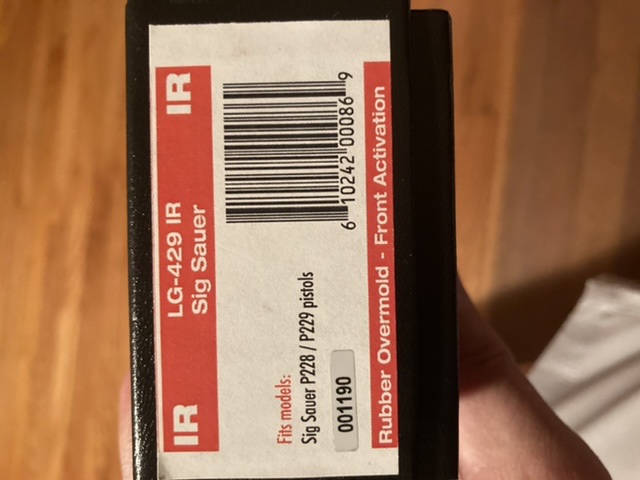 IR LG-429 IR IR
Sig Sauer
6 10242 00086 9
Fits models:
Sig Sauer P228 / P229 pistols
001190
Rubber Overmold - Front Activation